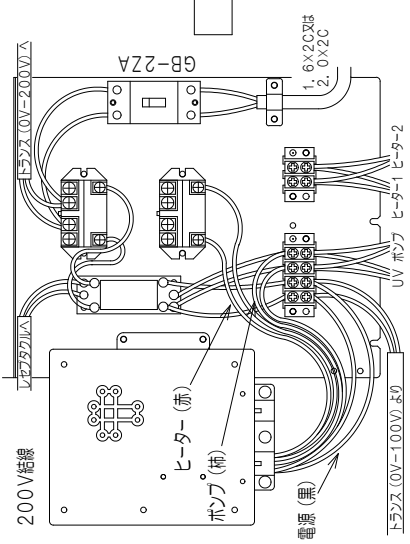 200V結線
レセプタクルへ
トランス(0V-200V)へ
GB-2ZA
1.6×2C又は
2.0×2C
ヒーター(赤)
ポンプ(柿)
電源(黒)
トランス(0V-100V)より
UV ポンプ ヒーター1 ヒーター2